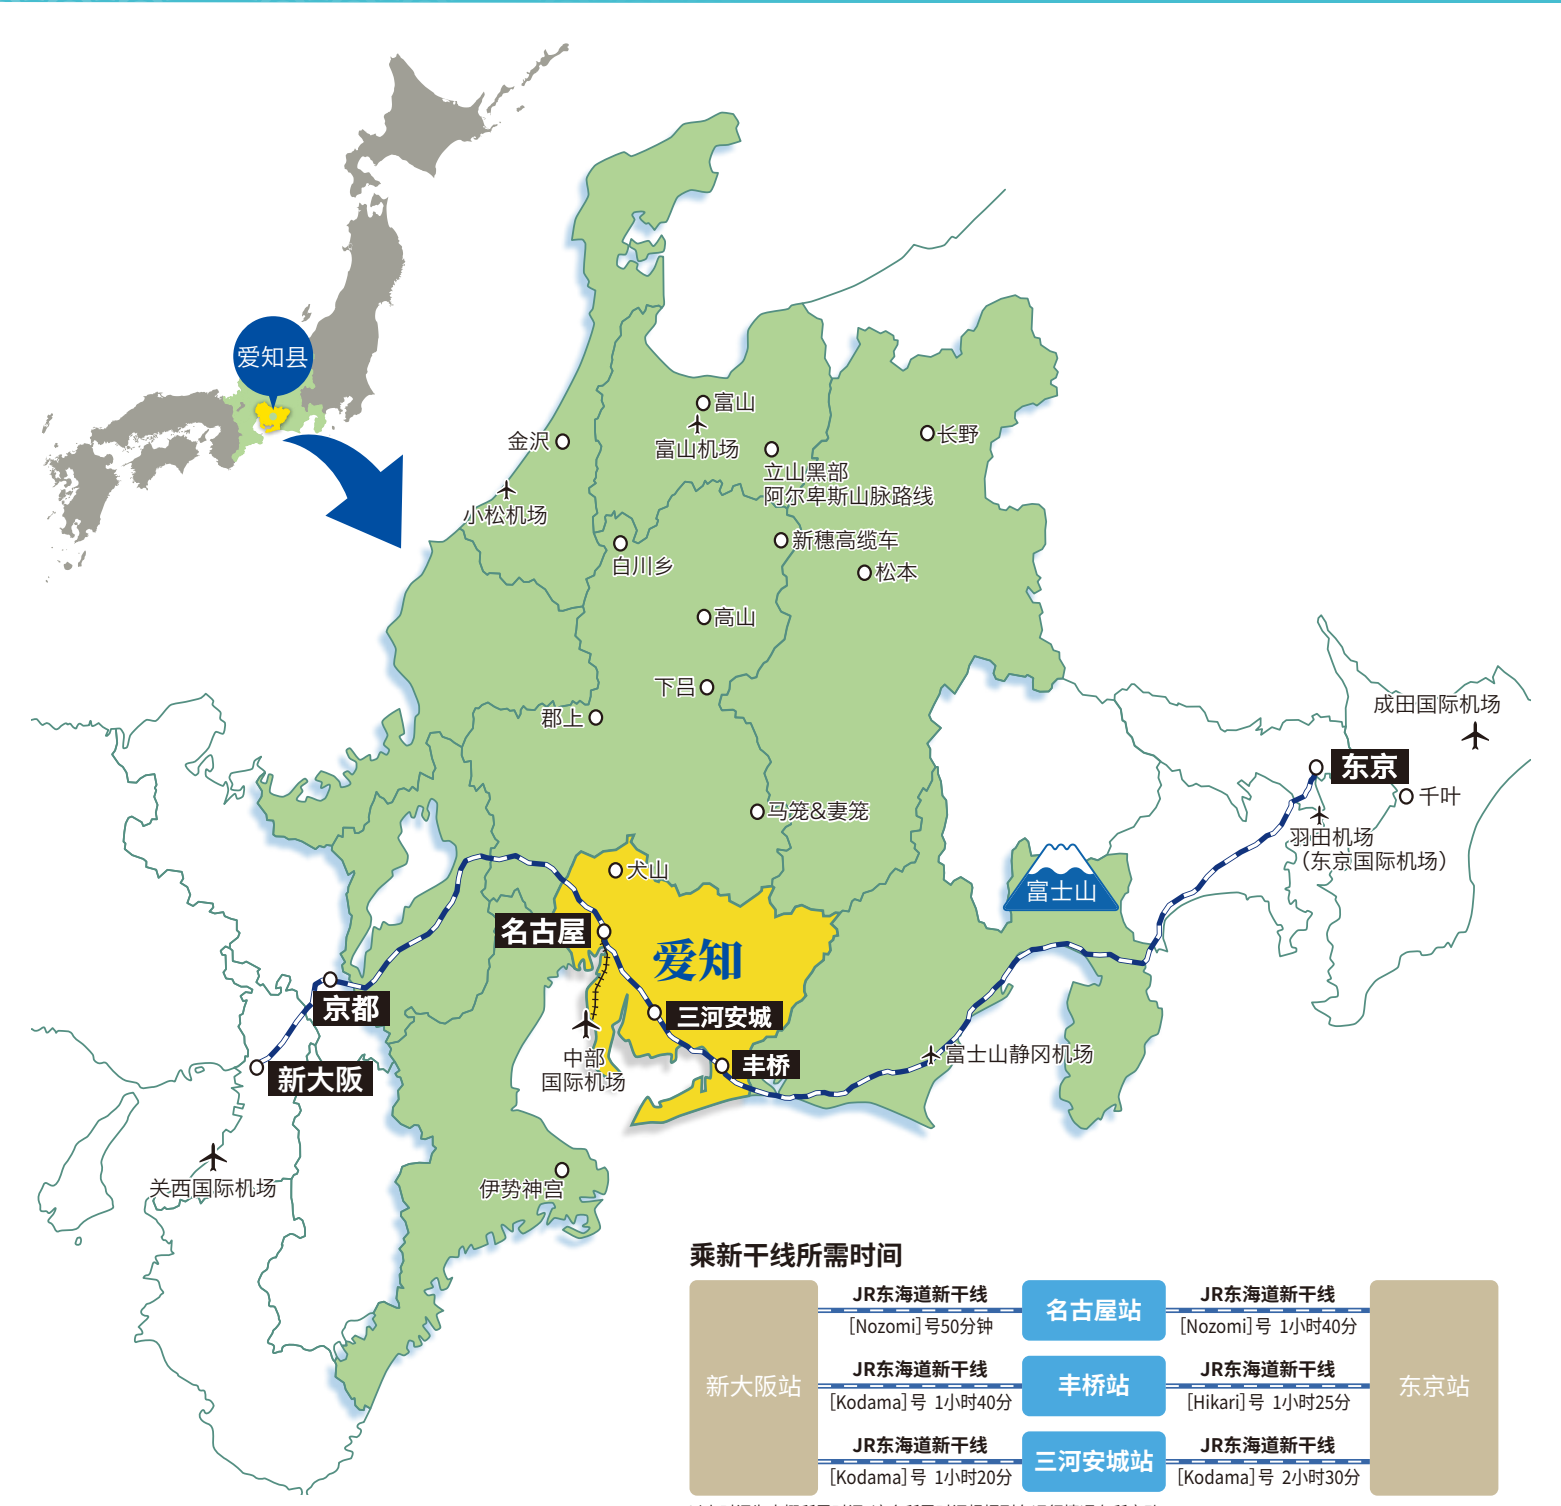 爱知县
富山
富山机场
金沢
立山黑部
阿尔卑斯山脉路线
长野
小松机场
新穗高缆车
白川乡
松本
高山
下吕
郡上
成田国际机场
东京
马笼&妻笼
千叶
羽田机场
（东京国际机场）
犬山
富士山
名古屋
爱知
京都
三河安城
中部
国际机场
丰桥
富士山静冈机场
新大阪
关西国际机场
伊势神宫
乘新干线所需时间
JR东海道新干线
名古屋站
JR东海道新干线
[Nozomi]号50分钟
[Nozomi]号 1小时40分
新大阪站
JR东海道新干线
丰桥站
JR东海道新干线
东京站
[Kodama]号 1小时40分
[Hikari]号 1小时25分
JR东海道新干线
三河安城站
JR东海道新干线
[Kodama]号 1小时20分
[Kodama]号 2小时30分